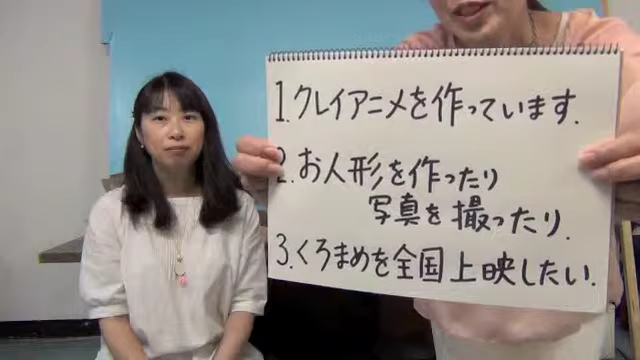 1.クレイアニメを作っています.
2.お人形を作ったり
写真を撮ったり.
3.くろまめを全国上映したい.